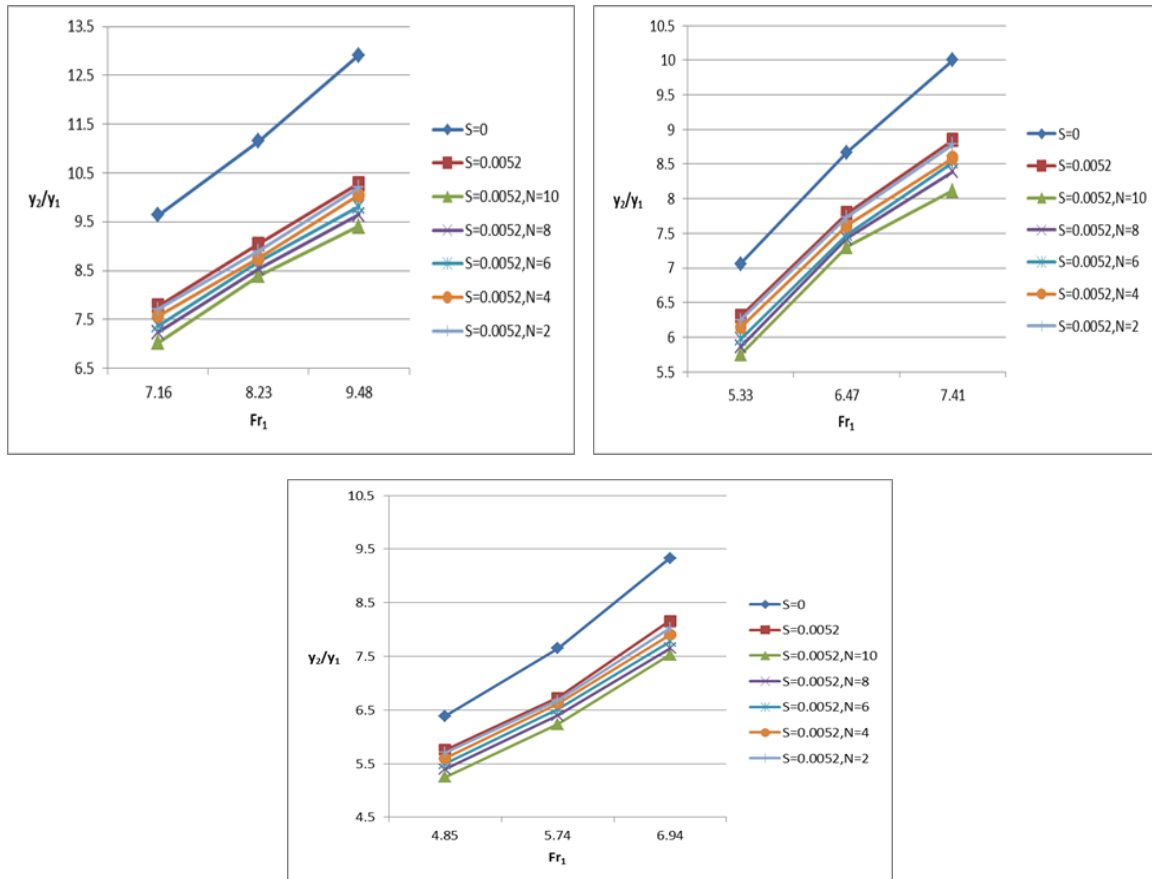 13.5
12.5
11.5
10.5
y₂/y₁
9.5
8.5
7.5
6.5
7.16 8.23 9.48
Fr₁
S=0
S=0.0052
S=0.0052,N=10
S=0.0052,N=8
S=0.0052,N=6
S=0.0052,N=4
S=0.0052,N=2
10.5
10
9.5
9
8.5
y₂/y₁
8
7.5
7
6.5
6
5.5
5.33 6.47 7.41
Fr₁
S=0
S=0.0052
S=0.0052,N=10
S=0.0052,N=8
S=0.0052,N=6
S=0.0052,N=4
S=0.0052,N=2
10.5
9.5
8.5
y₂/y₁
7.5
6.5
5.5
4.5
4.85 5.74 6.94
Fr₁
S=0
S=0.0052
S=0.0052,N=10
S=0.0052,N=8
S=0.0052,N=6
S=0.0052,N=4
S=0.0052,N=2